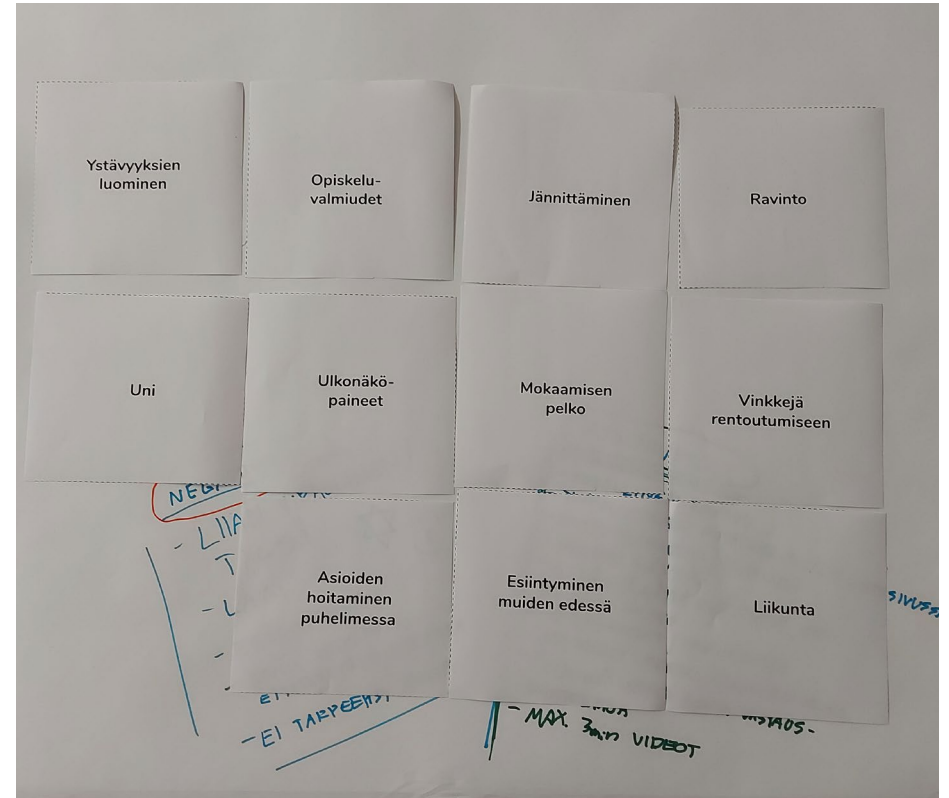 Ystävyyksien
luominen
Opiskelu-
valmiudet
Jännittäminen
Ravinto
Uni
Ulkonäkö-
paineet
Mokaamisen
pelko
Vinkkejä
rentoutumiseen
Asioiden
hoitaminen
puhelimessa
Esiintyminen
muiden edessä
Liikunta
- EI TARPEEKSI
- MAX. 3min VIDEOT